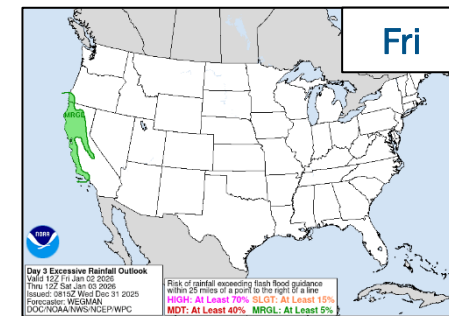 Fri
MRGL
NOAA
Day 3 Excessive Rainfall Outlook
Valid 12Z Fri Jan 02 2026
Thru 12Z Sat Jan 03 2026
Issued: 0815Z Wed Dec 31 2025
Forecaster: WEGMAN
DOC/NOAA/NWS/NCEP/WPC
Risk of rainfall exceeding flash flood guidance
within 25 miles of a point to the right of a line
HIGH: At Least 70% SLGT: At Least 15%
MDT: At Least 40% MRGL: At Least 5%